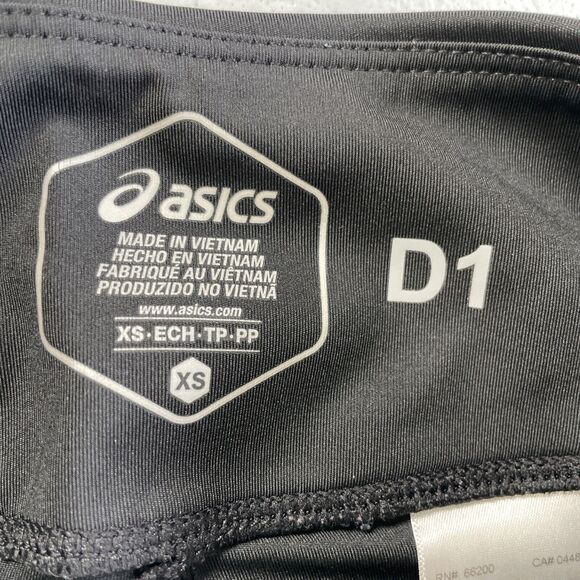 asics
MADE IN VIETNAM
HECHO EN VIETNAM
FABRIQUÉ AU VIÊTNAM
PRODUZIDO NO VIETNÃ
www.asics.com
XS·ECH·TP·PP
XS
D1
RN# 66200 CA# 0448